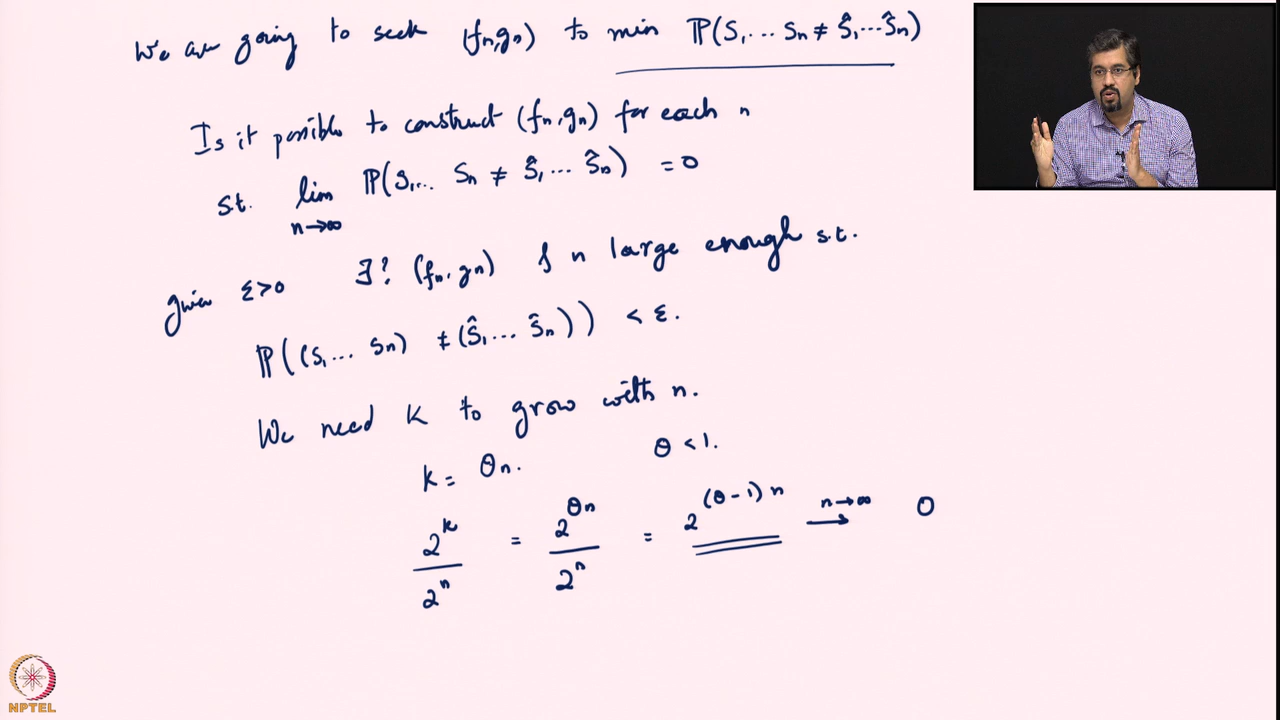 We are going to seek (fn, gn) to min ℙ(S1 ... Sn ≠ Ŝ1 ... Ŝn)
Is it possible to construct (fn, gn) for each n
s.t. lim n→∞ ℙ(S1 ... Sn ≠ Ŝ1 ... Ŝn) = 0
given ε>0 ∃? (fn, gn) & n large enough s.t.
ℙ((S1 ... Sn) ≠ (Ŝ1 ... Ŝn)) < ε.
We need k to grow with n.
k = θn. θ < 1.
2^k / 2^n = 2^θn / 2^n = 2^(θ-1)n n→∞ → 0
NPTEL